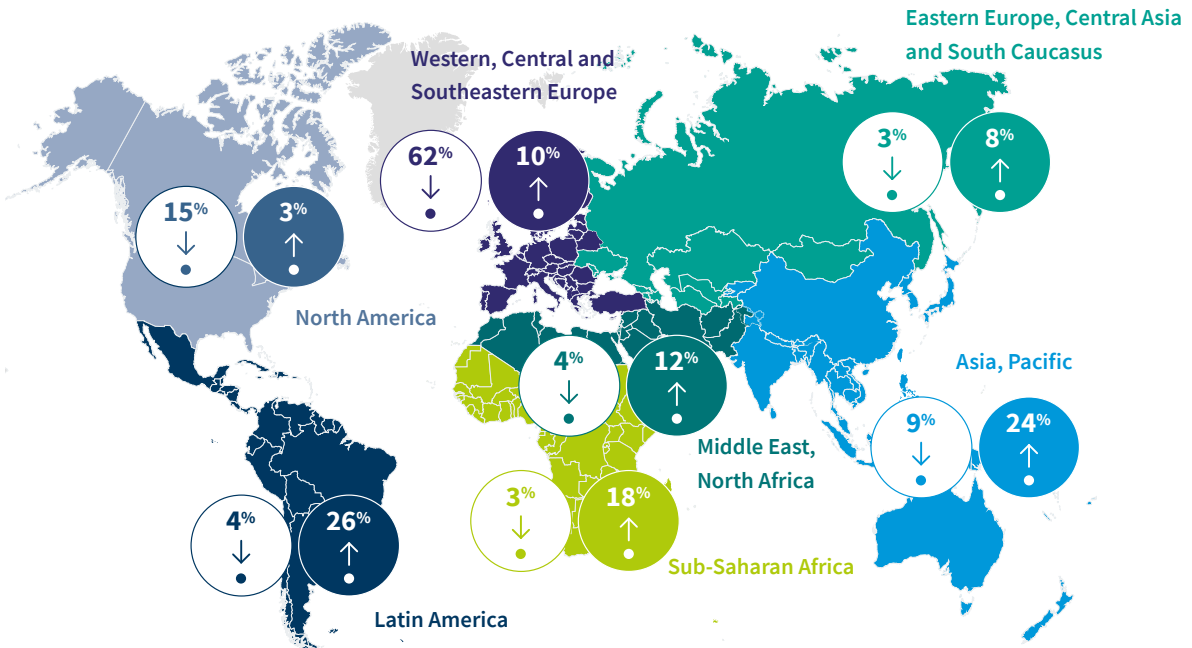 Eastern Europe, Central Asia
and South Caucasus
Western, Central and
Southeastern Europe
62%
10%
3%
8%
15%
3%
North America
4%
12%
Asia, Pacific
9%
24%
Middle East,
North Africa
3%
18%
4%
26%
Sub-Saharan Africa
Latin America